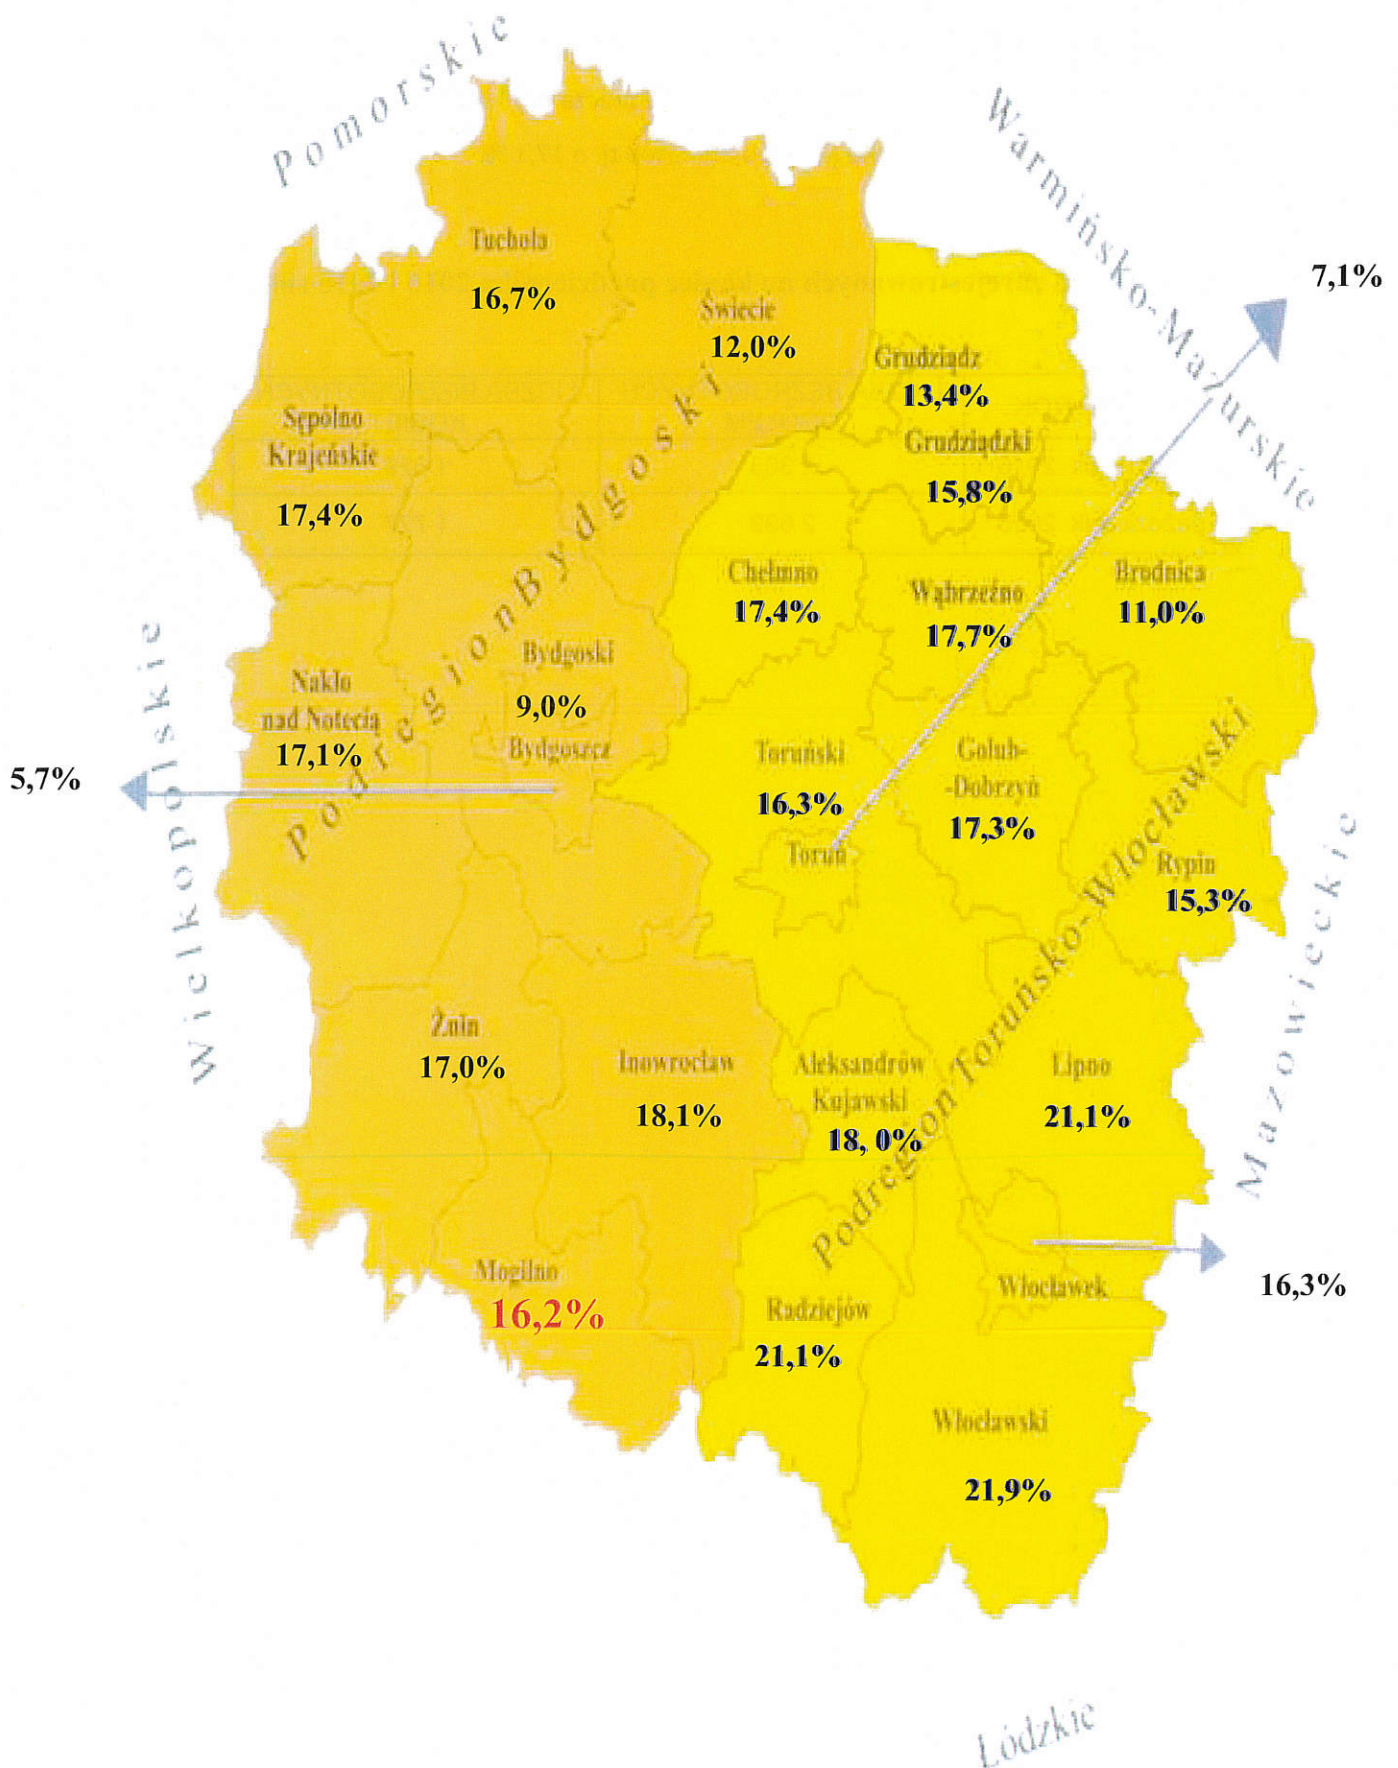 Pomorskie
Warmińsko-Mazurskie
7,1%
Tuchola
16,7%
Świecie
12,0%
Grudziądz
13,4%
Sępólno
Krajeńskie
17,4%
Grudziądzki
15,8%
Chełmno
17,4%
Wąbrzeźno
17,7%
Brodnica
11,0%
Podregion Bydgoski
Bydgoski
9,0%
Bydgoszcz
Nakło
nad Notecią
17,1%
5,7%
Wielkopolskie
Toruński
16,3%
Toruń
Golub-
-Dobrzyń
17,3%
Rypin
15,3%
Podregion Toruńsko-Włocławski
Mazowieckie
Żnin
17,0%
Inowrocław
18,1%
Aleksandrów
Kujawski
18, 0%
Lipno
21,1%
Mogilno
16,2%
Radziejów
21,1%
Włocławek
16,3%
Włocławski
21,9%
Łódzkie